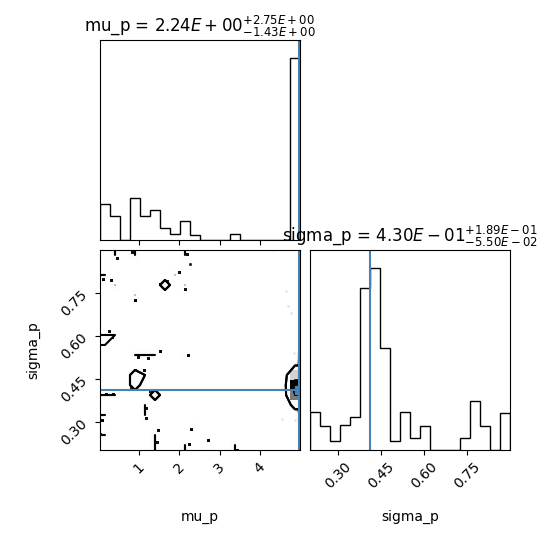 mu_p = 2.24E + 00 +2.75E+00 −1.43E+00
sigma_p = 4.30E − 01 +1.89E−01 −5.50E−02
sigma_p
0.75
0.60
0.45
0.30
1 2 3 4
0.30 0.45 0.60 0.75
mu_p
sigma_p